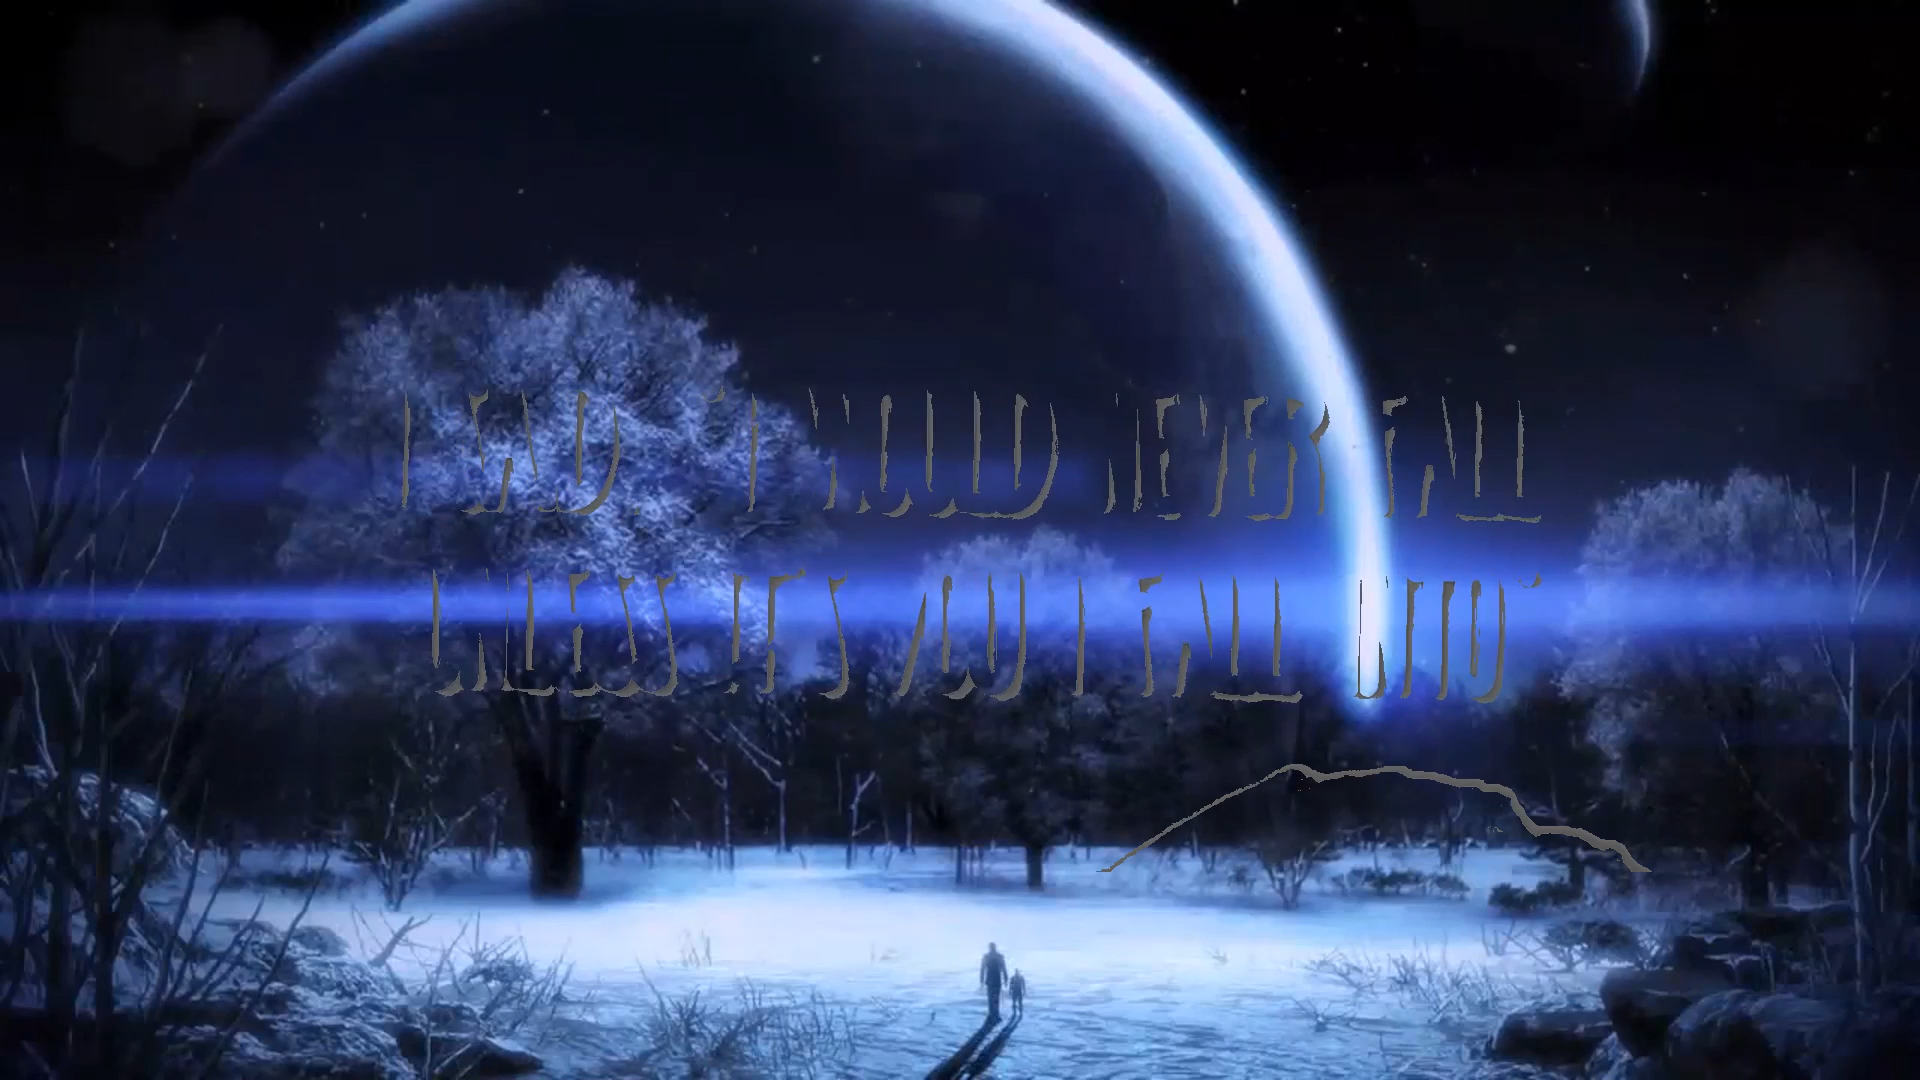 I SAID, "I WOULD NEVER FALL
UNLESS IT'S YOU I FALL INTO"